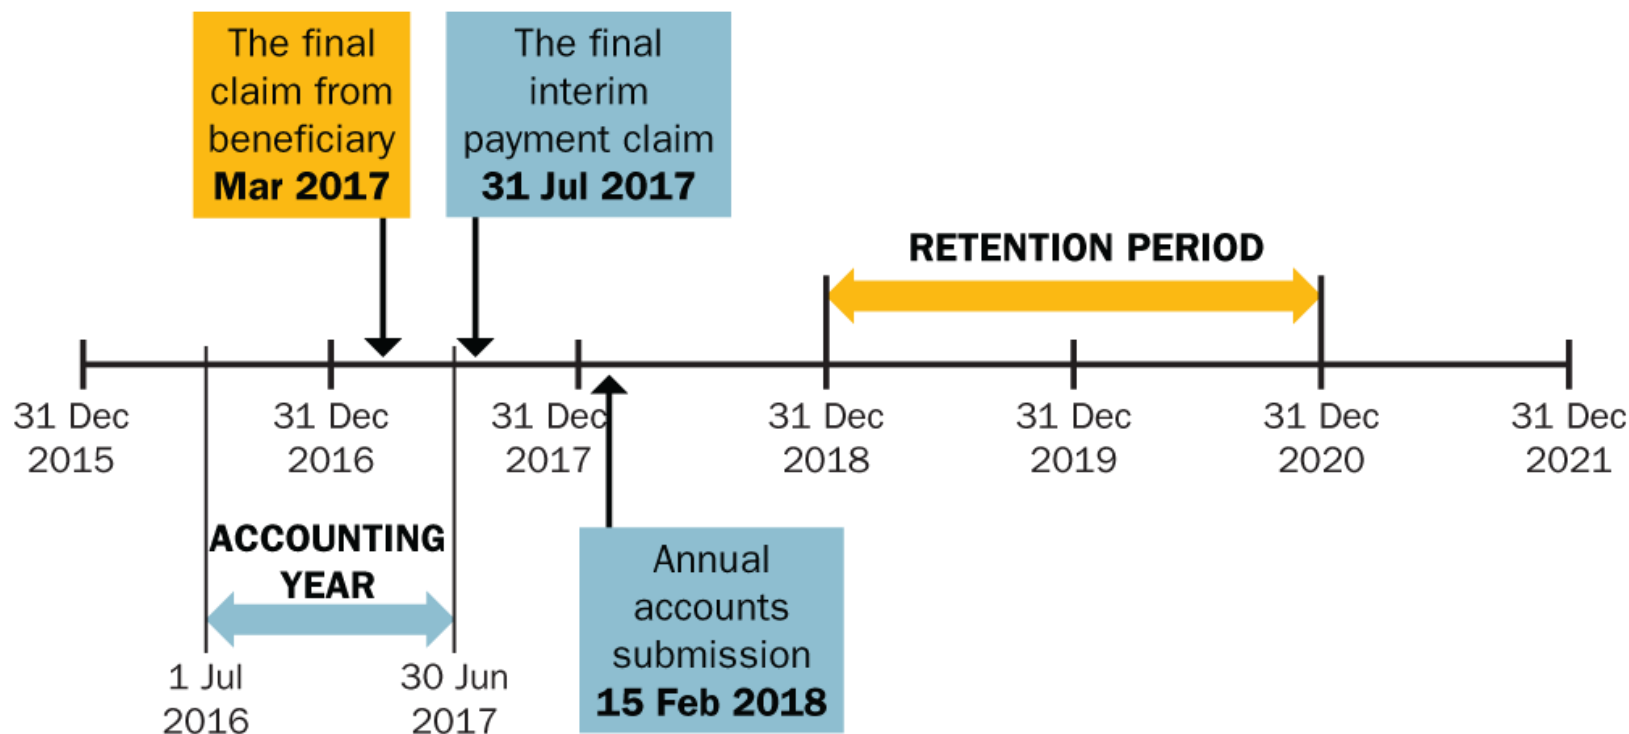 The final
claim from
beneficiary
Mar 2017
The final
interim
payment claim
31 Jul 2017
RETENTION PERIOD
31 Dec
2015
31 Dec
2016
31 Dec
2017
31 Dec
2018
31 Dec
2019
31 Dec
2020
31 Dec
2021
ACCOUNTING
YEAR
1 Jul
2016
30 Jun
2017
Annual
accounts
submission
15 Feb 2018